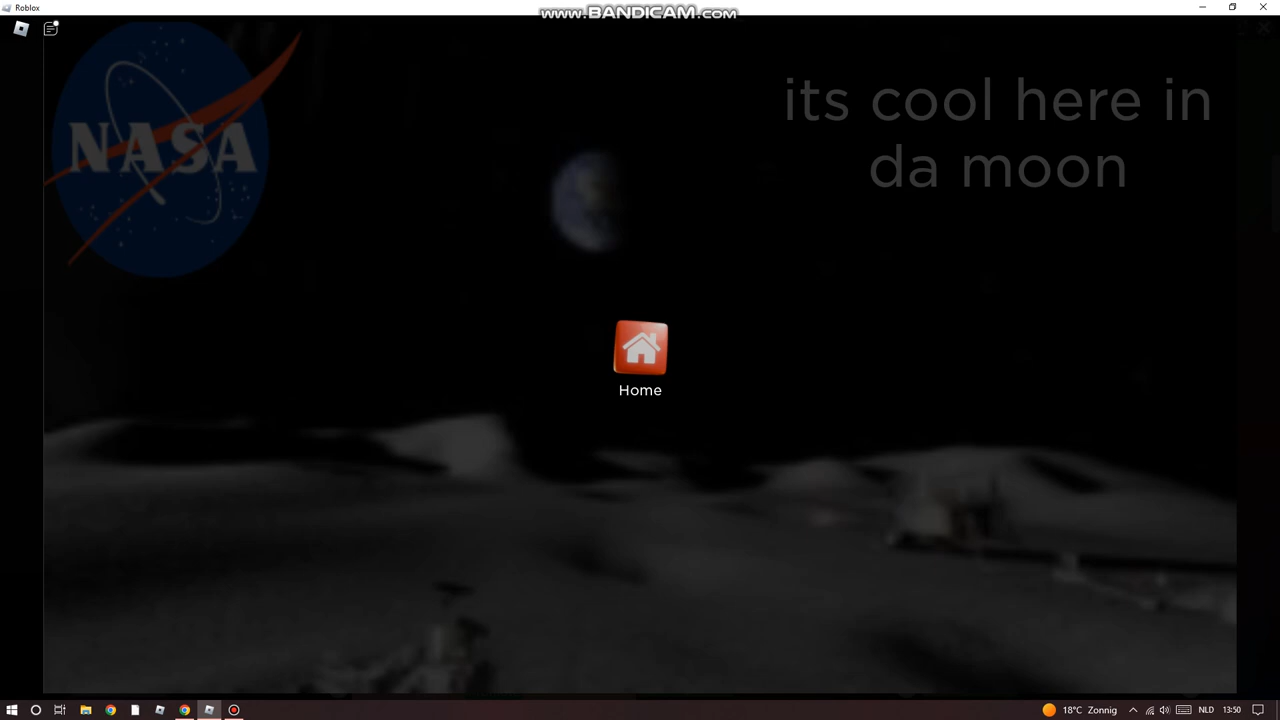 Roblox
www.BANDICAM.com
NASA
its cool here in
da moon
Home
18°C Zonnig
NLD
13:50